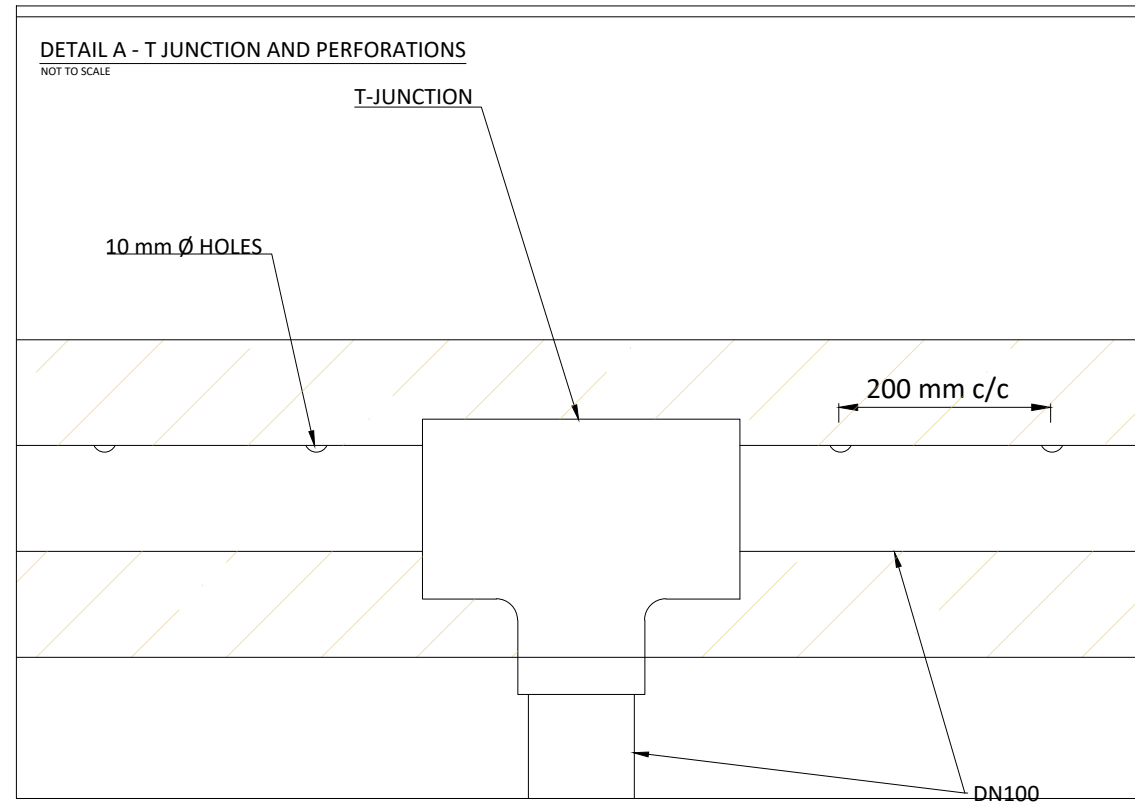 DETAIL A - T JUNCTION AND PERFORATIONS
NOT TO SCALE
T-JUNCTION
10 mm Ø HOLES
200 mm c/c
DN100